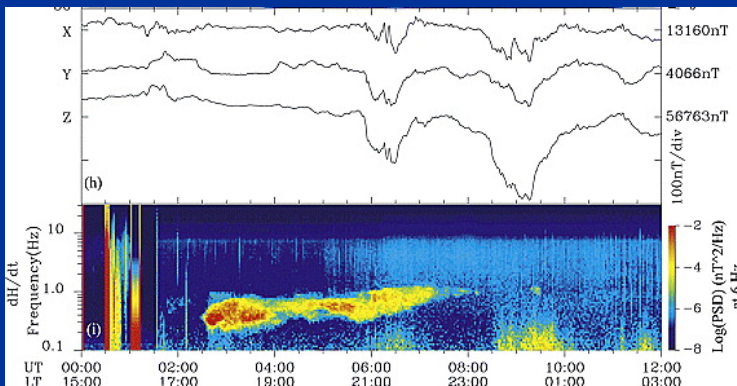 X 13160nT
Y 4066nT
Z 56763nT
100nT/div
(h)
10
1.0
0.1
dH/dt
Frequency(Hz)
(i)
-2
-4
-6
-8
Log(PSD) (nT^2/Hz)
UT 00:00 02:00 04:00 06:00 08:00 10:00 12:00
15:00 17:00 19:00 21:00 23:00 01:00 03:00